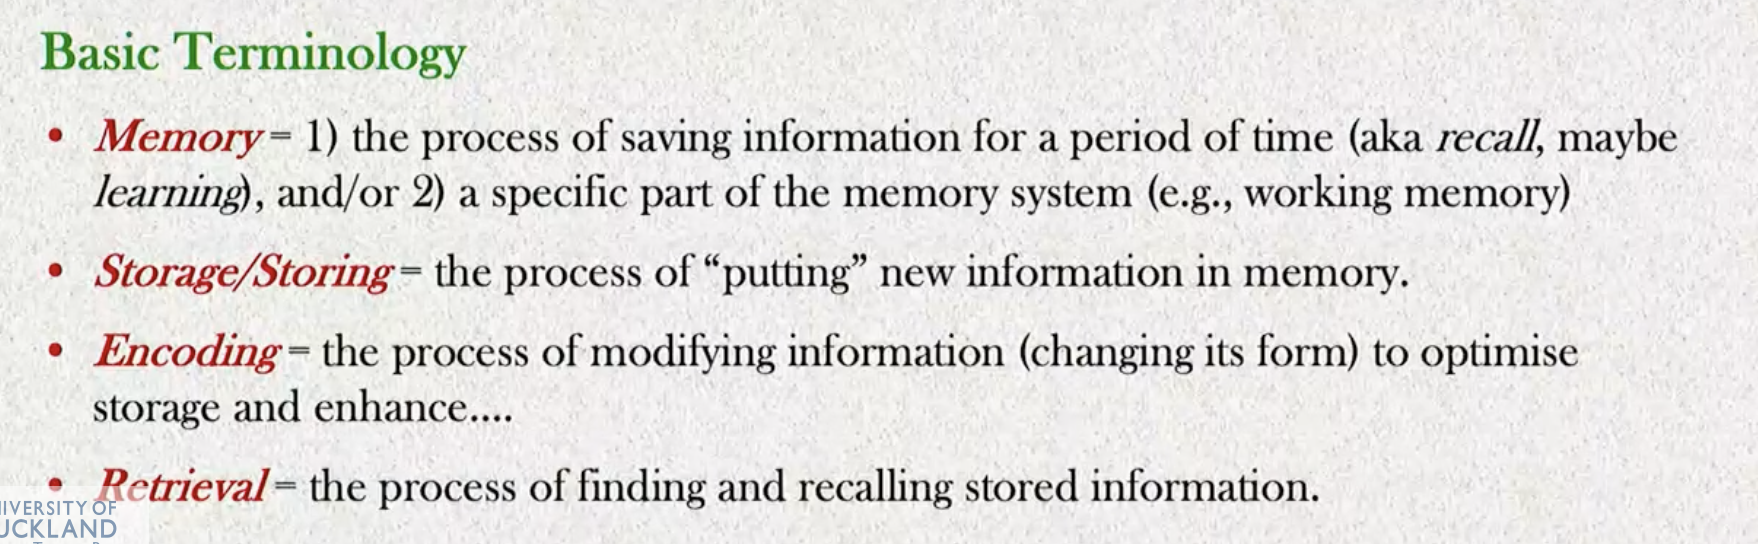 Basic Terminology
• Memory = 1) the process of saving information for a period of time (aka recall, maybe
learning), and/or 2) a specific part of the memory system (e.g., working memory)
• Storage/Storing = the process of “putting” new information in memory.
• Encoding = the process of modifying information (changing its form) to optimise
storage and enhance....
• Retrieval = the process of finding and recalling stored information.
IVERSITY OF
UCKLAND